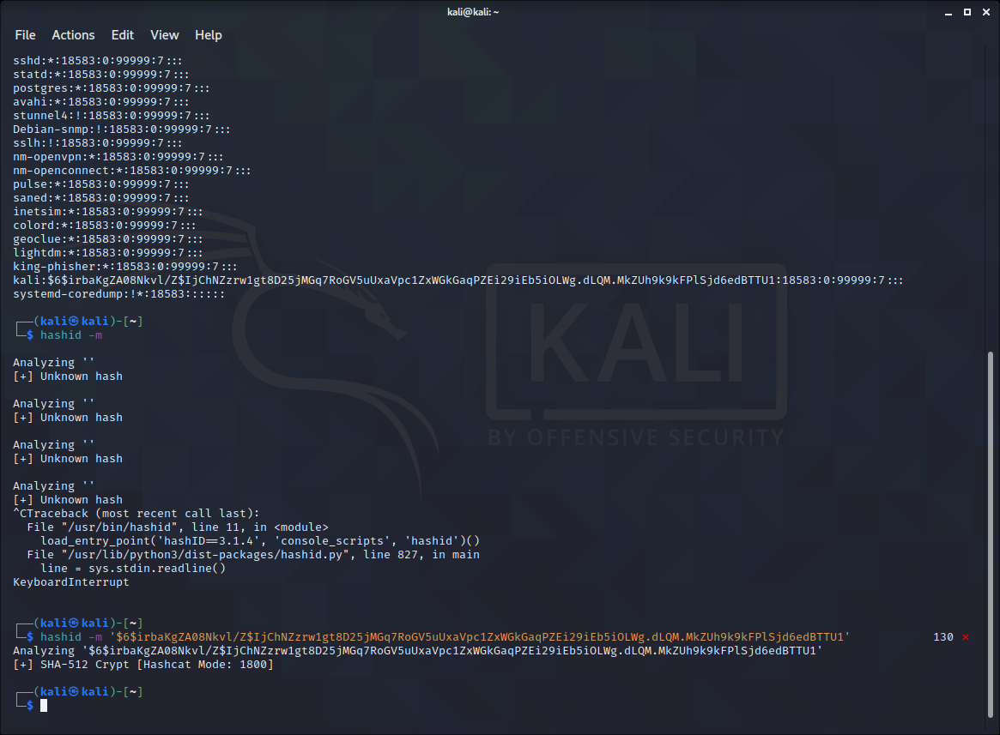 kali@kali: ~
File Actions Edit View Help
sshd:*:18583:0:99999:7:::
statd:*:18583:0:99999:7:::
postgres:*:18583:0:99999:7:::
avahi:*:18583:0:99999:7:::
stunnel4:!:18583:0:99999:7:::
Debian-snmp:!:18583:0:99999:7:::
sslh:!:18583:0:99999:7:::
nm-openvpn:*:18583:0:99999:7:::
nm-openconnect:*:18583:0:99999:7:::
pulse:*:18583:0:99999:7:::
saned:*:18583:0:99999:7:::
inetsim:*:18583:0:99999:7:::
colord:*:18583:0:99999:7:::
geoclue:*:18583:0:99999:7:::
lightdm:*:18583:0:99999:7:::
king-phisher:*:18583:0:99999:7:::
kali:$6$irbaKgZA08Nkvl/Z$IjChNZzrw1gt8D25jMGq7RoGV5uUxaVpc1ZxWGkGaqPZEi29iEb5iOLWg.dLQM.MkZUh9k9kFPlSjd6edBTTU1:18583:0:99999:7:::
systemd-coredump:!*:18583::::::
┌──(kali㉿kali)-[~]
└─$ hashid -m
Analyzing ''
[+] Unknown hash
Analyzing ''
[+] Unknown hash
Analyzing ''
[+] Unknown hash
Analyzing ''
[+] Unknown hash
^CTraceback (most recent call last):
File "/usr/bin/hashid", line 11, in <module>
load_entry_point('hashID==3.1.4', 'console_scripts', 'hashid')()
File "/usr/lib/python3/dist-packages/hashid.py", line 827, in main
line = sys.stdin.readline()
KeyboardInterrupt
┌──(kali㉿kali)-[~]
└─$ hashid -m '$6$irbaKgZA08Nkvl/Z$IjChNZzrw1gt8D25jMGq7RoGV5uUxaVpc1ZxWGkGaqPZEi29iEb5iOLWg.dLQM.MkZUh9k9kFPlSjd6edBTTU1' 130 ⨯
Analyzing '$6$irbaKgZA08Nkvl/Z$IjChNZzrw1gt8D25jMGq7RoGV5uUxaVpc1ZxWGkGaqPZEi29iEb5iOLWg.dLQM.MkZUh9k9kFPlSjd6edBTTU1'
[+] SHA-512 Crypt [Hashcat Mode: 1800]
┌──(kali㉿kali)-[~]
└─$
KALI
BY OFFENSIVE SECURITY